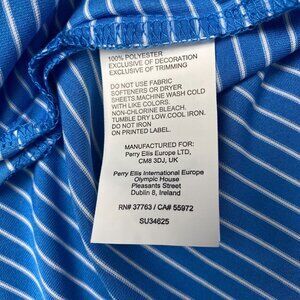 100% POLYESTER
EXCLUSIVE OF DECORATION
EXCLUSIVE OF TRIMMING
DO NOT USE FABRIC
SOFTENERS OR DRYER
SHEETS MACHINE WASH COLD
WITH LIKE COLORS.
NON-CHLORINE BLEACH.
TUMBLE DRY LOW.COOL IRON.
DO NOT IRON
ON PRINTED LABEL.
MANUFACTURED FOR:
Perry Ellis Europe LTD,
CM8 3DJ, UK
Perry Ellis International Europe
Olympic House
Pleasants Street
Dublin 8, Ireland
RN# 37763 / CA# 55972
SU34625